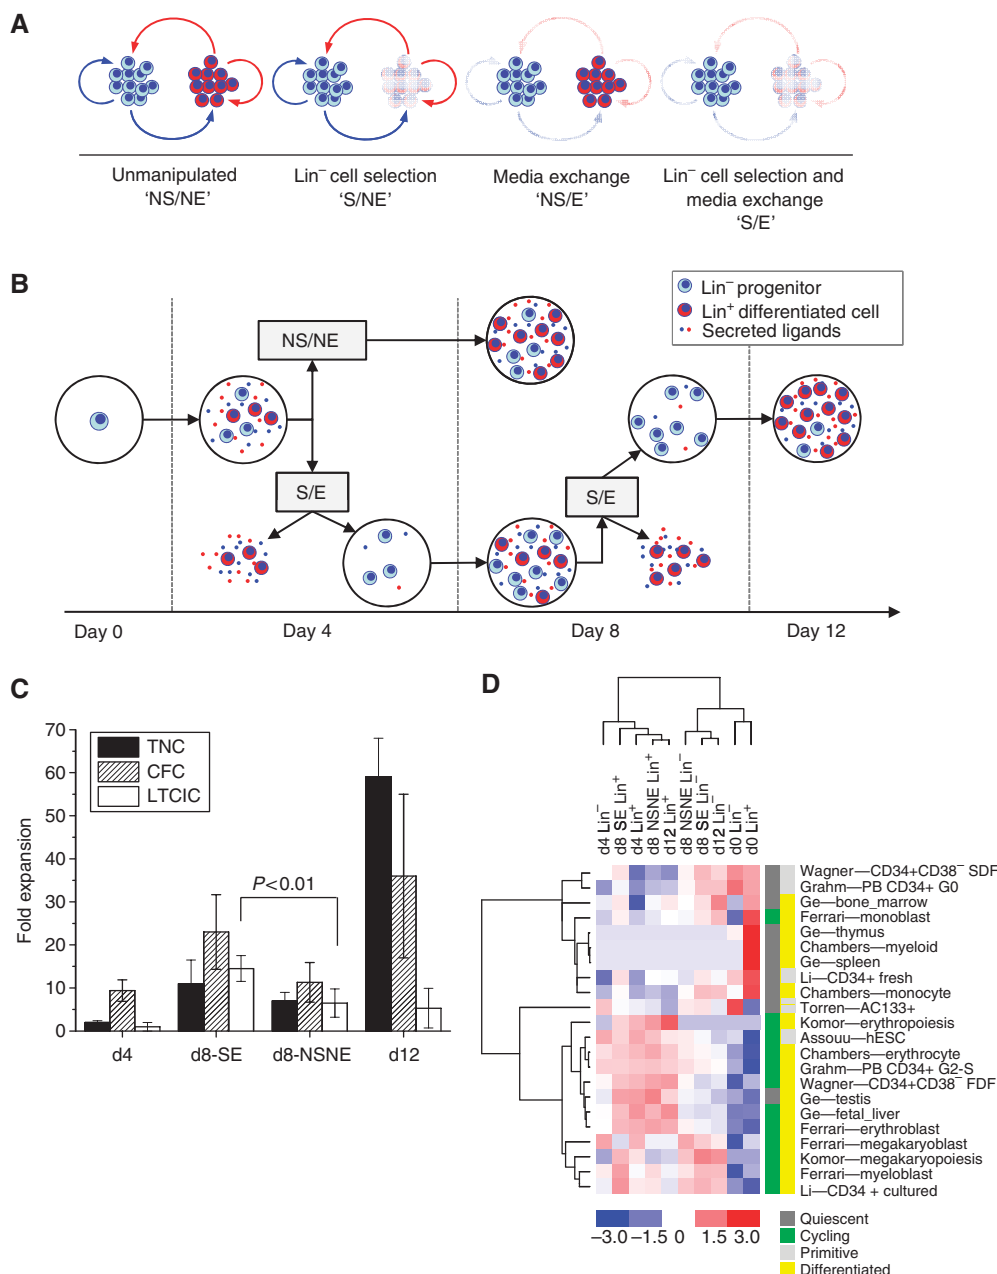 A
Unmanipulated
‘NS/NE’
Lin⁻ cell selection
‘S/NE’
Media exchange
‘NS/E’
Lin⁻ cell selection and
media exchange
‘S/E’
B
Lin⁻ progenitor
Lin⁺ differentiated cell
Secreted ligands
NS/NE
S/E
S/E
Day 0
Day 4
Day 8
Day 12
C
Fold expansion
70
60
50
40
30
20
10
0
TNC
CFC
LTCIC
P<0.01
d4
d8-SE
d8-NSNE
d12
D
d4 Lin⁻
d8 SE Lin⁺
d4 Lin⁺
d8 NSNE Lin⁺
d12 Lin⁺
d8 NSNE Lin⁻
d8 SE Lin⁻
d12 Lin⁻
d0 Lin⁻
d0 Lin⁺
Wagner—CD34+CD38⁻ SDF
Grahm—PB CD34+ G0
Ge—bone_marrow
Ferrari—monoblast
Ge—thymus
Chambers—myeloid
Ge—spleen
Li—CD34+ fresh
Chambers—monocyte
Torren—AC133+
Komor—erythropoiesis
Assouu—hESC
Chambers—erythrocyte
Grahm—PB CD34+ G2-S
Wagner—CD34+CD38⁻ FDF
Ge—testis
Ge—fetal_liver
Ferrari—erythroblast
Ferrari—megakaryoblast
Komor—megakaryopoiesis
Ferrari—myeloblast
Li—CD34 + cultured
−3.0 −1.5 0 1.5 3.0
Quiescent
Cycling
Primitive
Differentiated